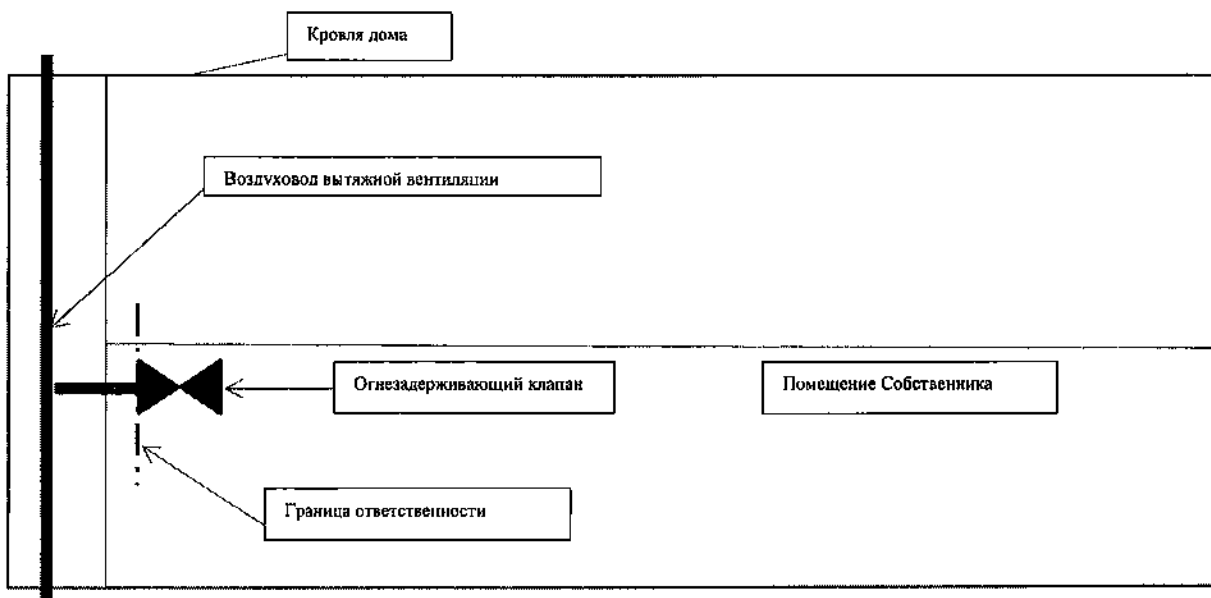 Кровля дома
Воздуховод вытяжной вентиляции
Огнезадерживающий клапан
Помещение Собственника
Граница ответственности